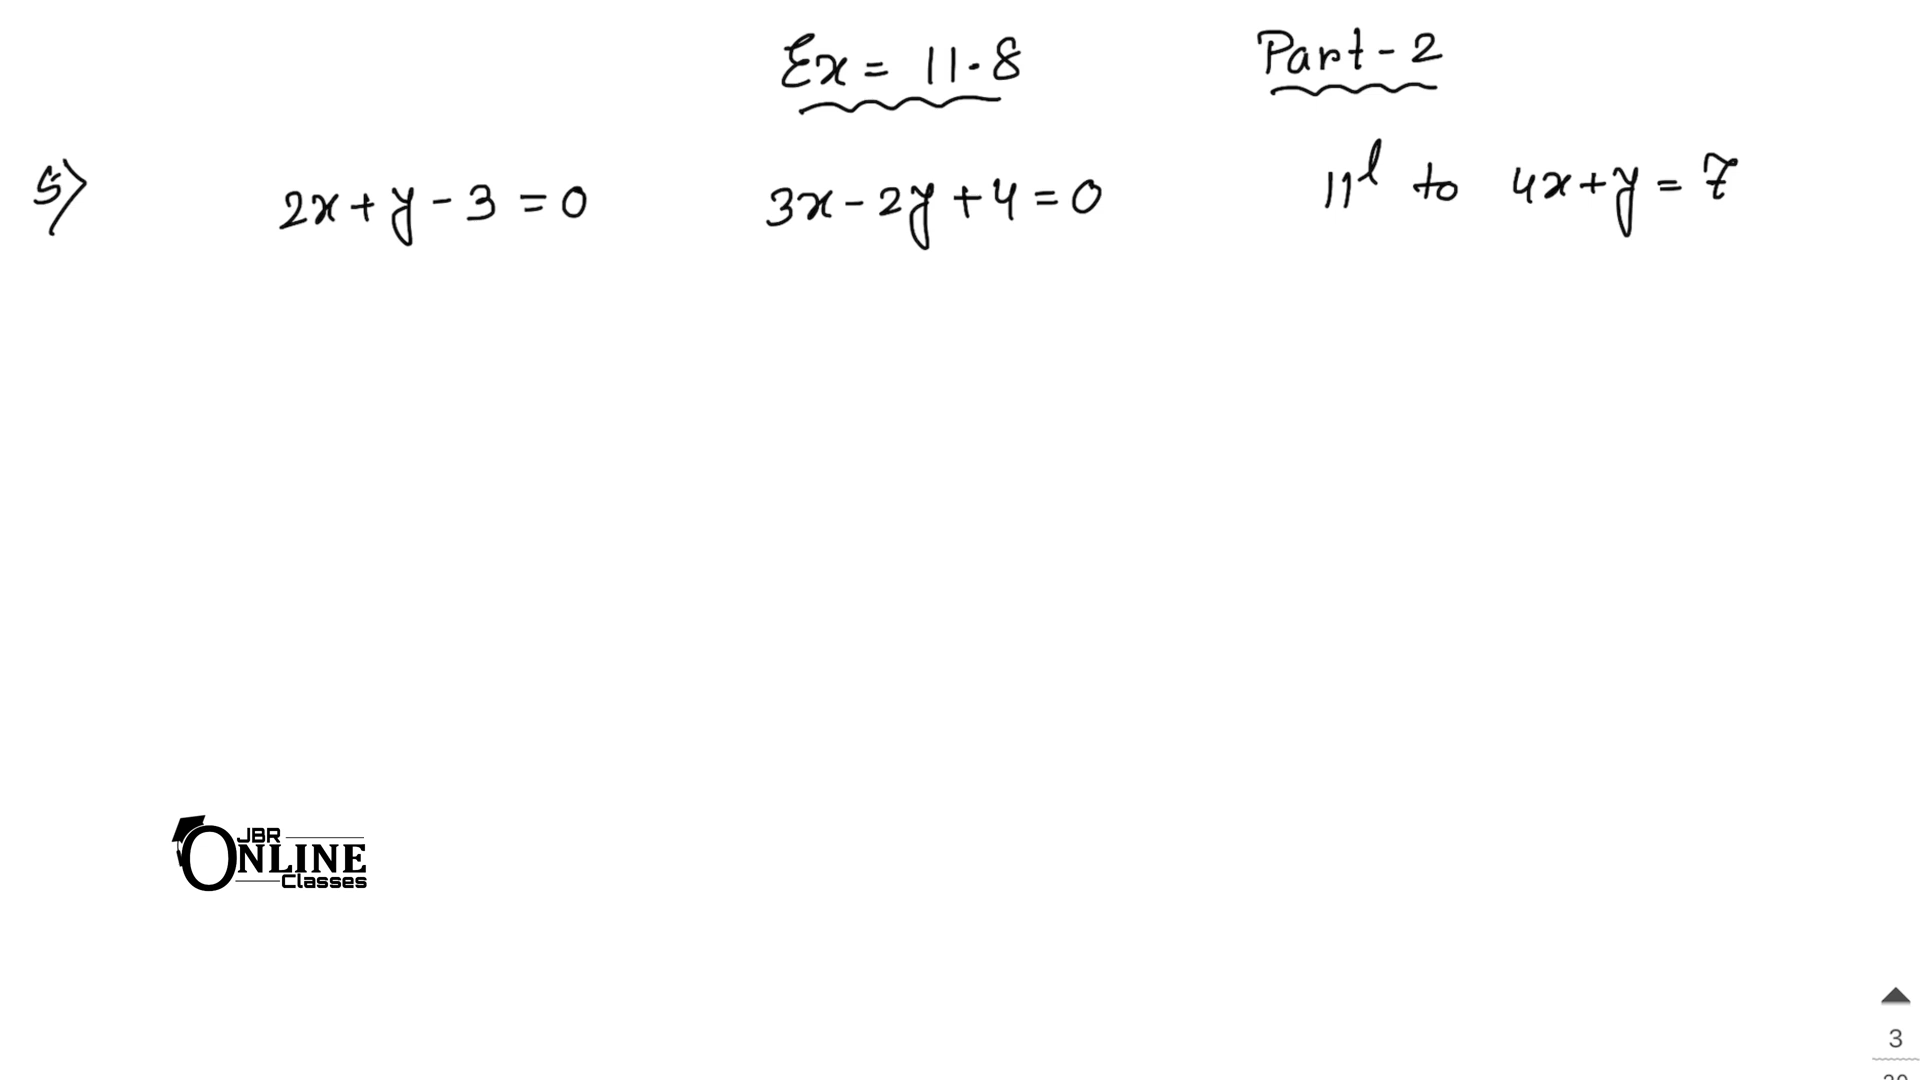 Ex = 11.8 Part-2
5) 2x+y-3=0 3x-2y+4=0 11l to 4x+y=7
JBR
ONLINE
Classes
3